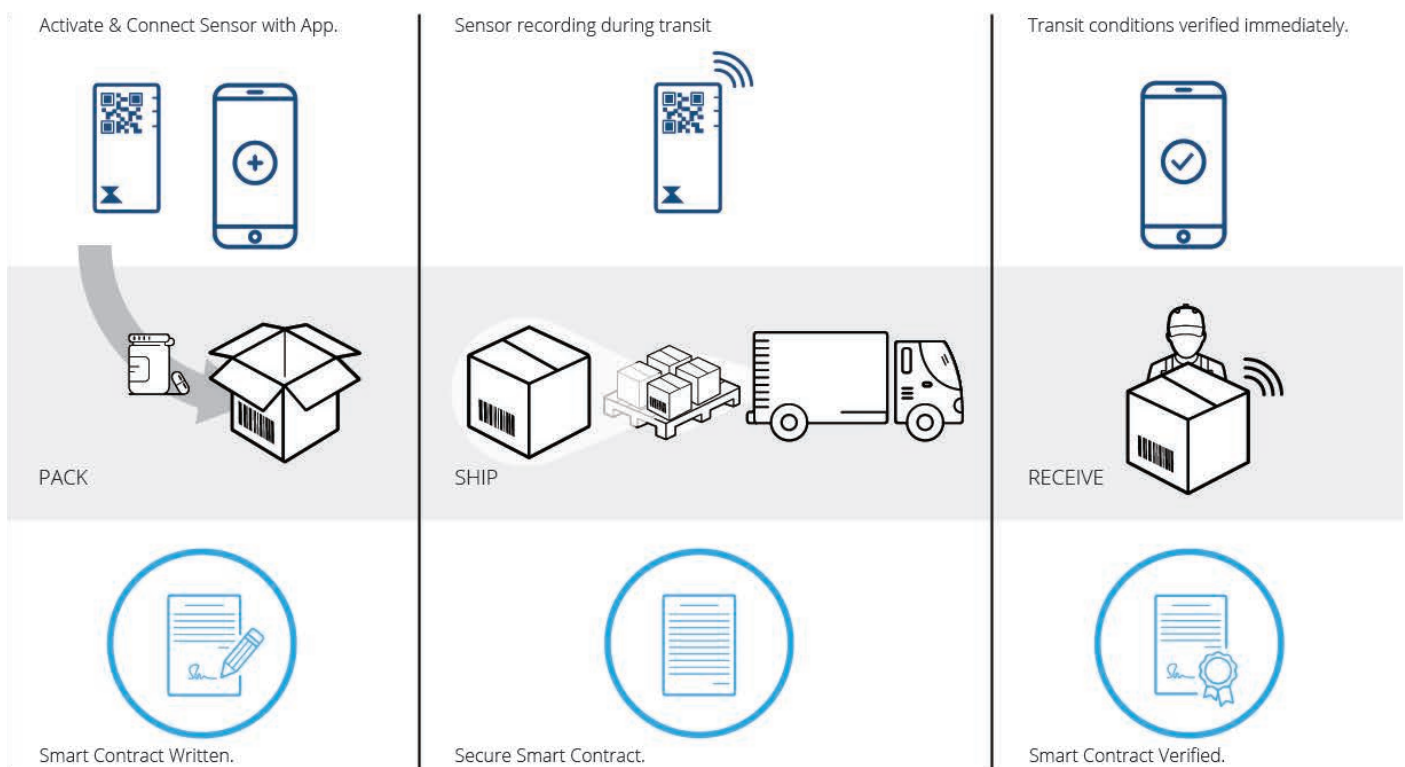 Activate & Connect Sensor with App.
Sensor recording during transit
Transit conditions verified immediately.
PACK
SHIP
RECEIVE
Smart Contract Written.
Secure Smart Contract.
Smart Contract Verified.